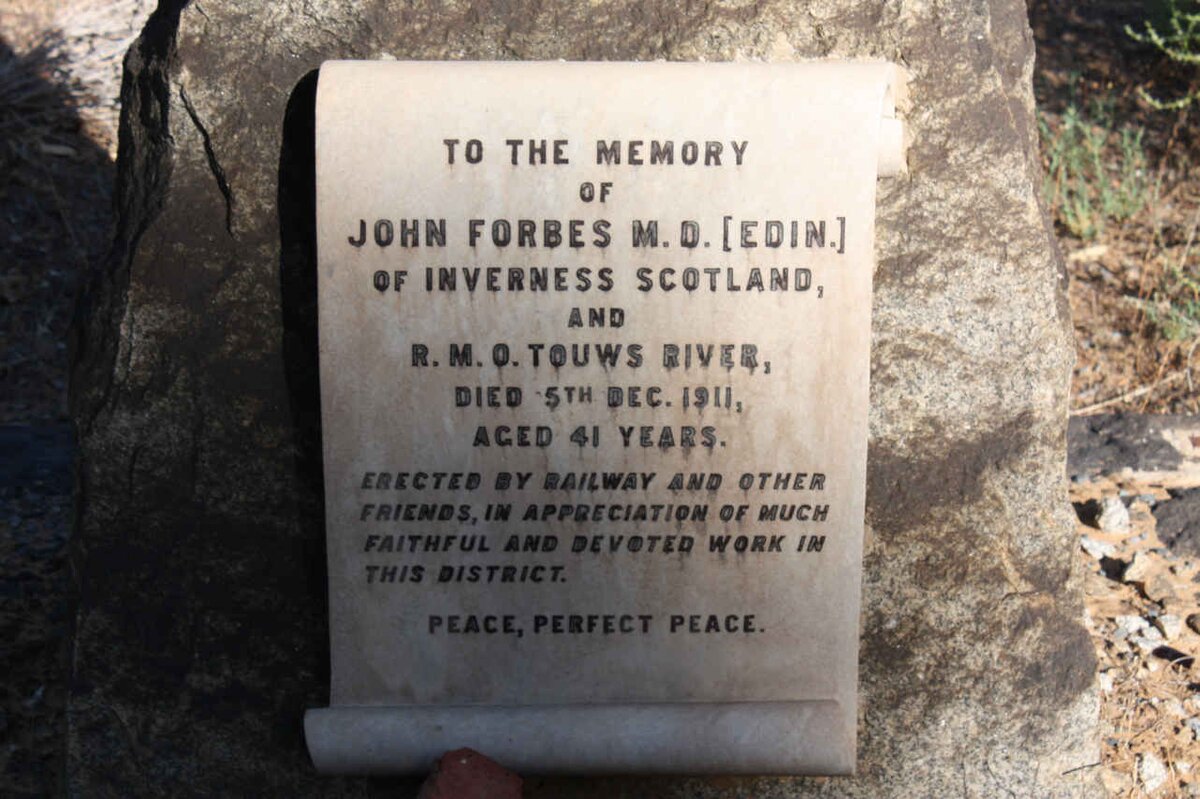 TO THE MEMORY
OF
JOHN FORBES M.D. [EDIN.]
OF INVERNESS SCOTLAND,
AND
R.M.O. TOUWS RIVER,
DIED 5TH DEC. 1911,
AGED 41 YEARS.
ERECTED BY RAILWAY AND OTHER
FRIENDS, IN APPRECIATION OF MUCH
FAITHFUL AND DEVOTED WORK IN
THIS DISTRICT.
PEACE, PERFECT PEACE.